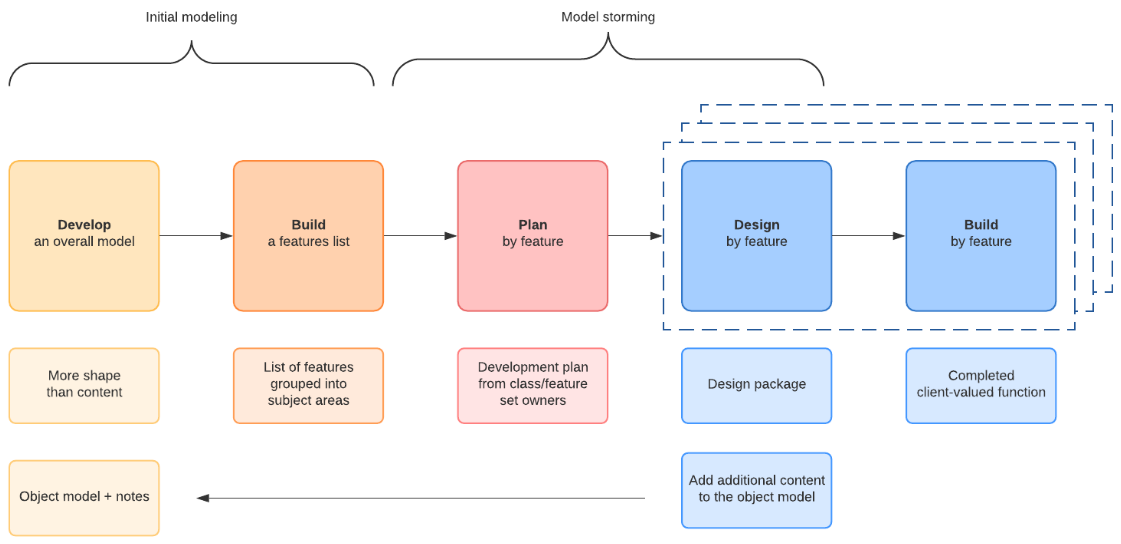 Initial modeling
Model storming
Develop
an overall model
Build
a features list
Plan
by feature
Design
by feature
Build
by feature
More shape
than content
List of features
grouped into
subject areas
Development plan
from class/feature
set owners
Design package
Completed
client-valued function
Object model + notes
Add additional content
to the object model